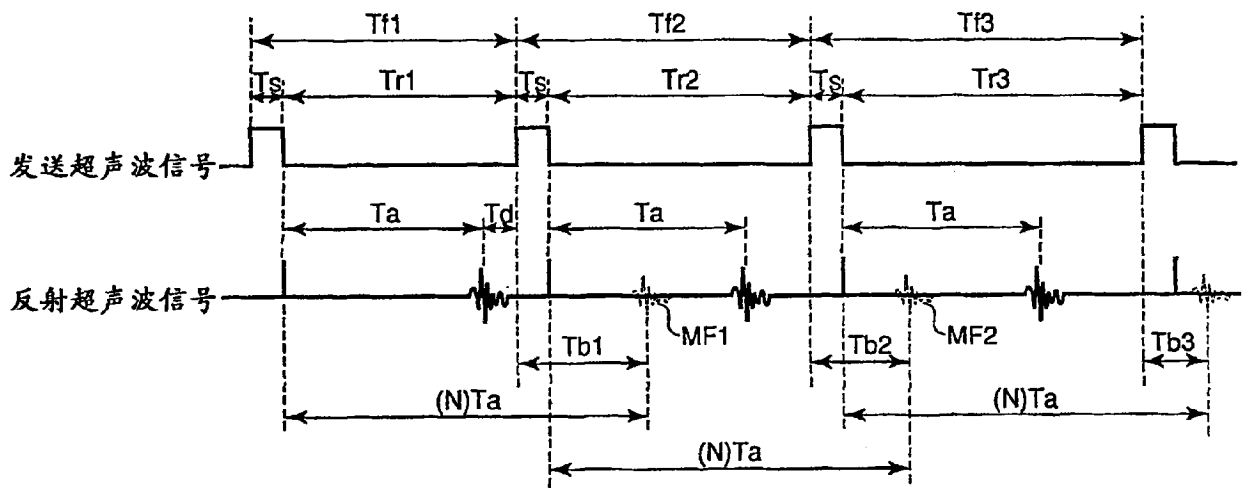 Tf1 Tf2 Tf3
Ts Tr1 Ts Tr2 Ts Tr3
发送超声波信号
Ta Td Ta Ta
反射超声波信号
MF1 MF2
Tb1 Tb2 Tb3
(N)Ta (N)Ta
(N)Ta